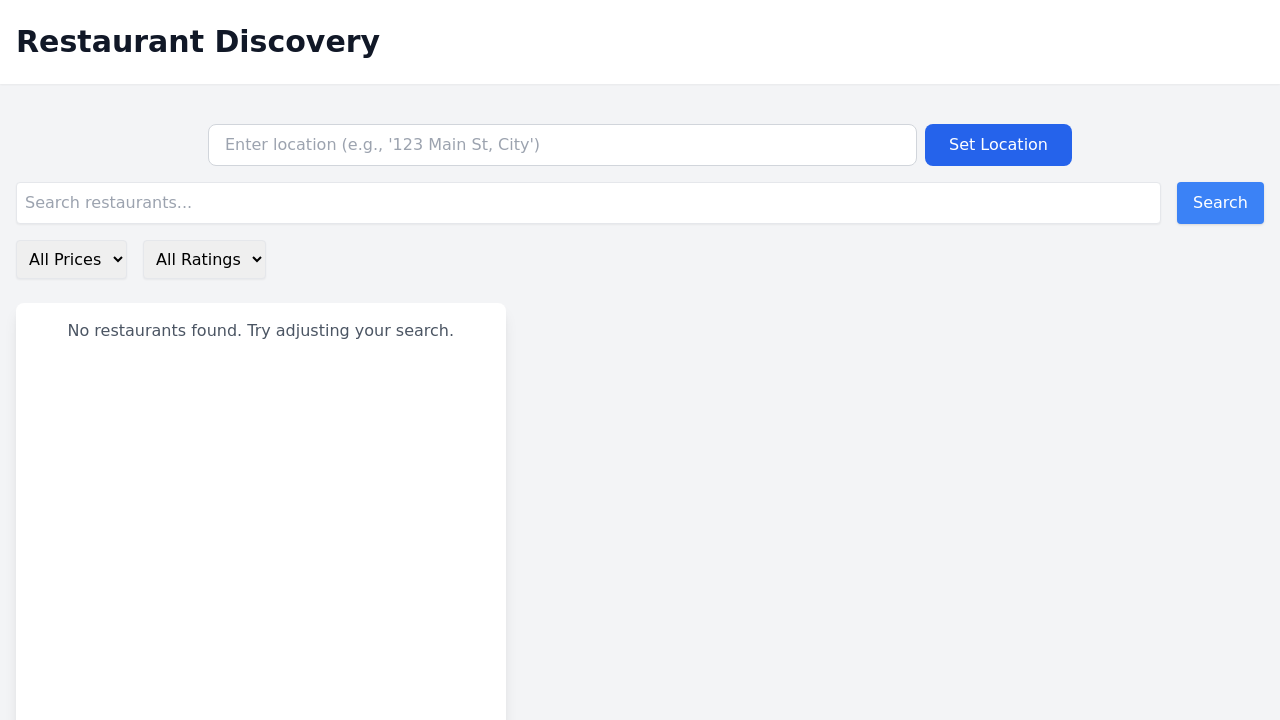 Restaurant Discovery
Enter location (e.g., '123 Main St, City')
Set Location
Search restaurants...
Search
All Prices
All Ratings
No restaurants found. Try adjusting your search.